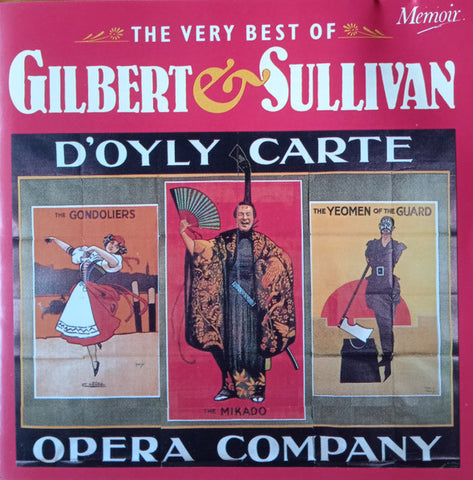 Memoir
THE VERY BEST OF
GILBERT & SULLIVAN
D'OYLY CARTE
THE GONDOLIERS
THE MIKADO
THE YEOMEN OF THE GUARD
OPERA COMPANY